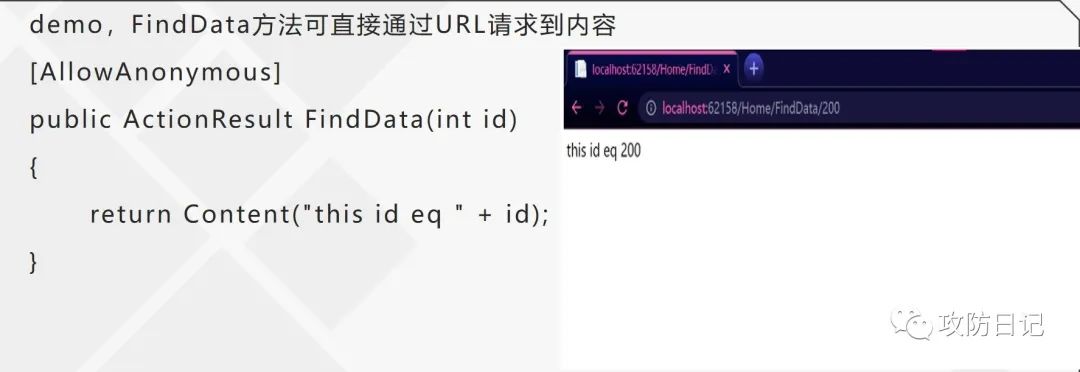 demo，FindData方法可直接通过URL请求到内容
[AllowAnonymous]
public ActionResult FindData(int id)
{
return Content("this id eq " + id);
}
localhost:62158/Home/FindDa
localhost:62158/Home/FindData/200
this id eq 200
攻防日记